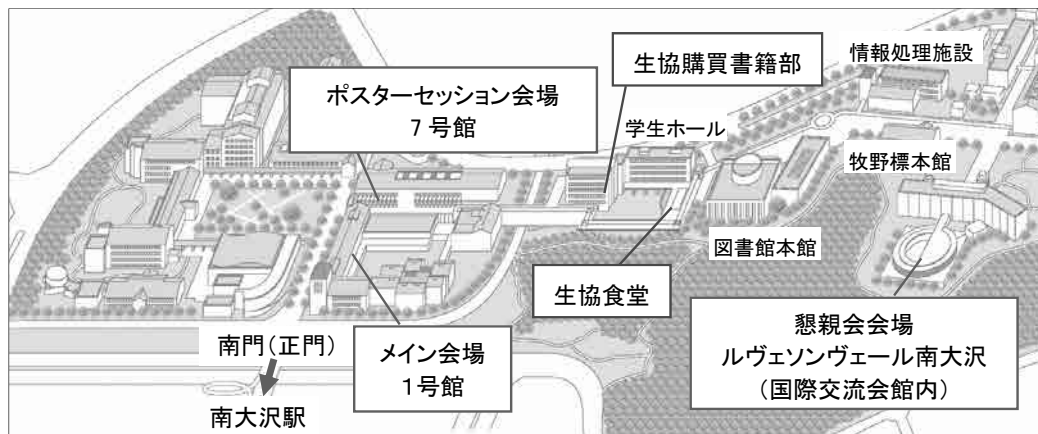 情報処理施設
生協購買書籍部
ポスターセッション会場
7 号館
学生ホール
牧野標本館
図書館本館
生協食堂
懇親会会場
ルヴェソンヴェール南大沢
（国際交流会館内）
メイン会場
1号館
南門（正門）
南大沢駅